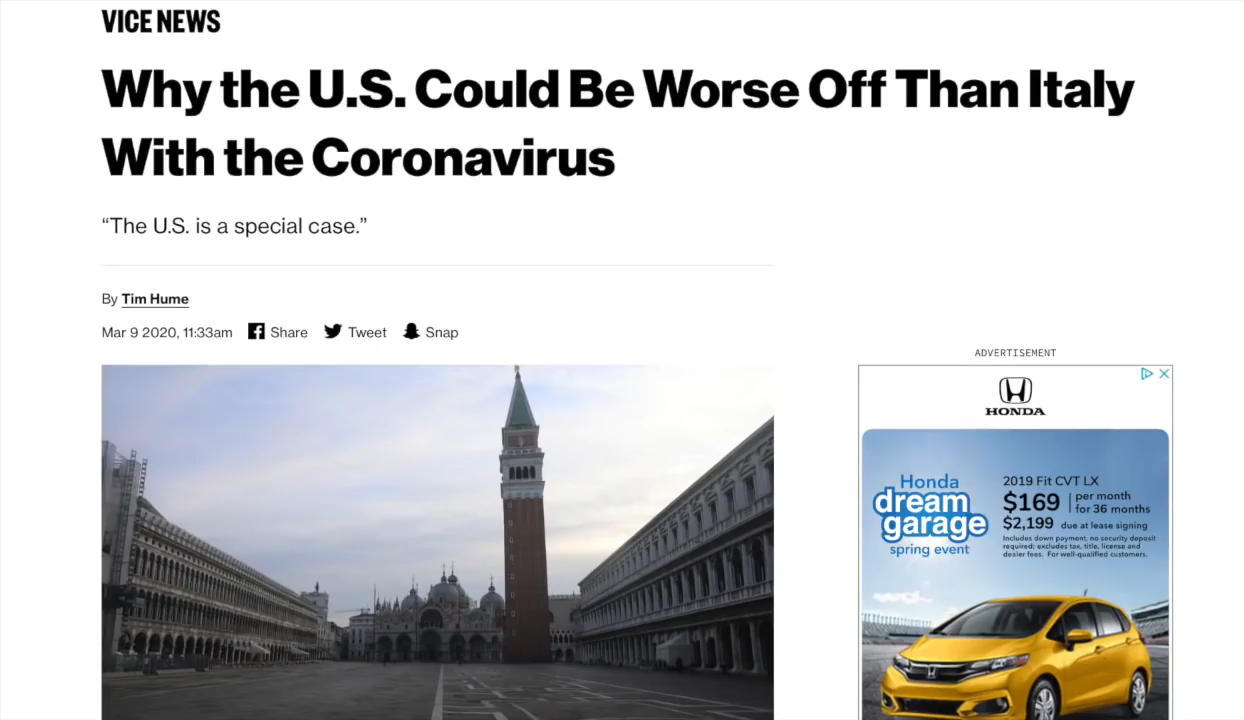 VICE NEWS
Why the U.S. Could Be Worse Off Than Italy
With the Coronavirus
“The U.S. is a special case.”
By Tim Hume
Mar 9 2020, 11:33am Share Tweet Snap
ADVERTISEMENT
HONDA
Honda
dream
garage
spring event
2019 Fit CVT LX
$169 per month
for 36 months
$2,199 due at lease signing
Includes down payment, no security deposit
required; excludes tax, title, license and
dealer fees. For well-qualified customers.